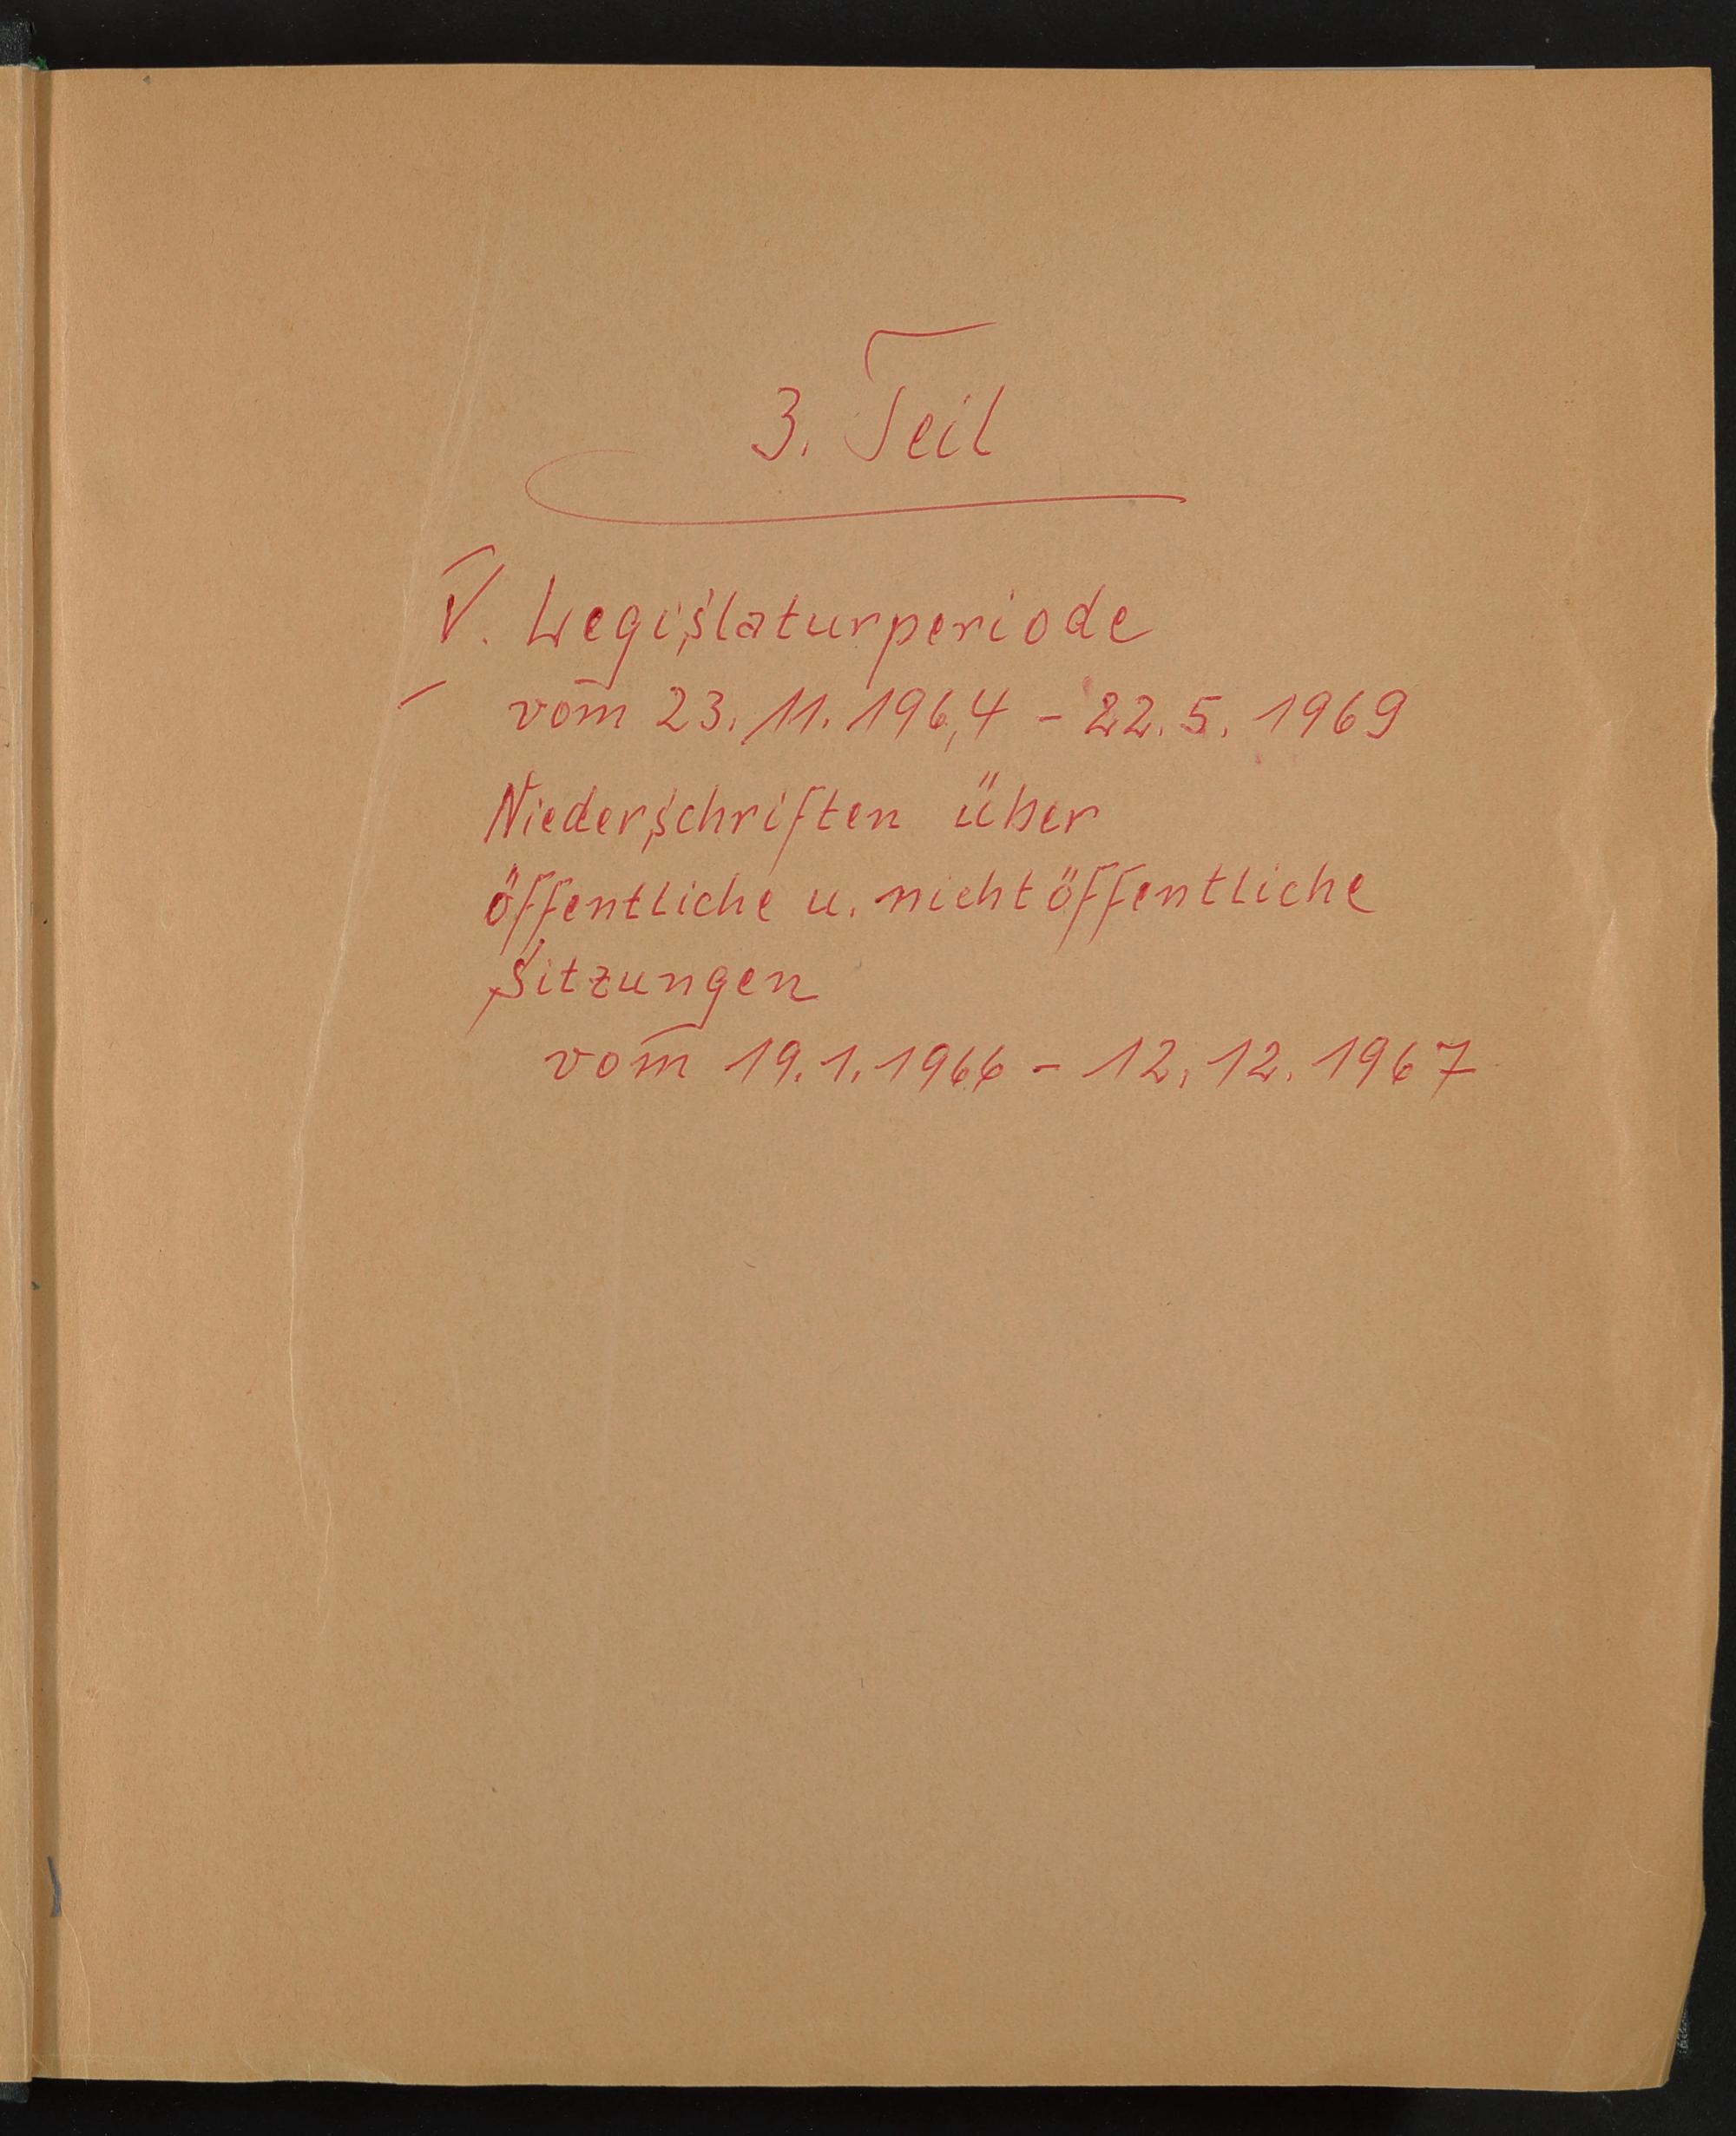 3. Teil
V. Legislaturperiode
vom 23.11.1964 - 22.5.1969
Niederschriften über
öffentliche u. nichtöffentliche
Sitzungen
vom 19.1.1966 - 12.12.1967